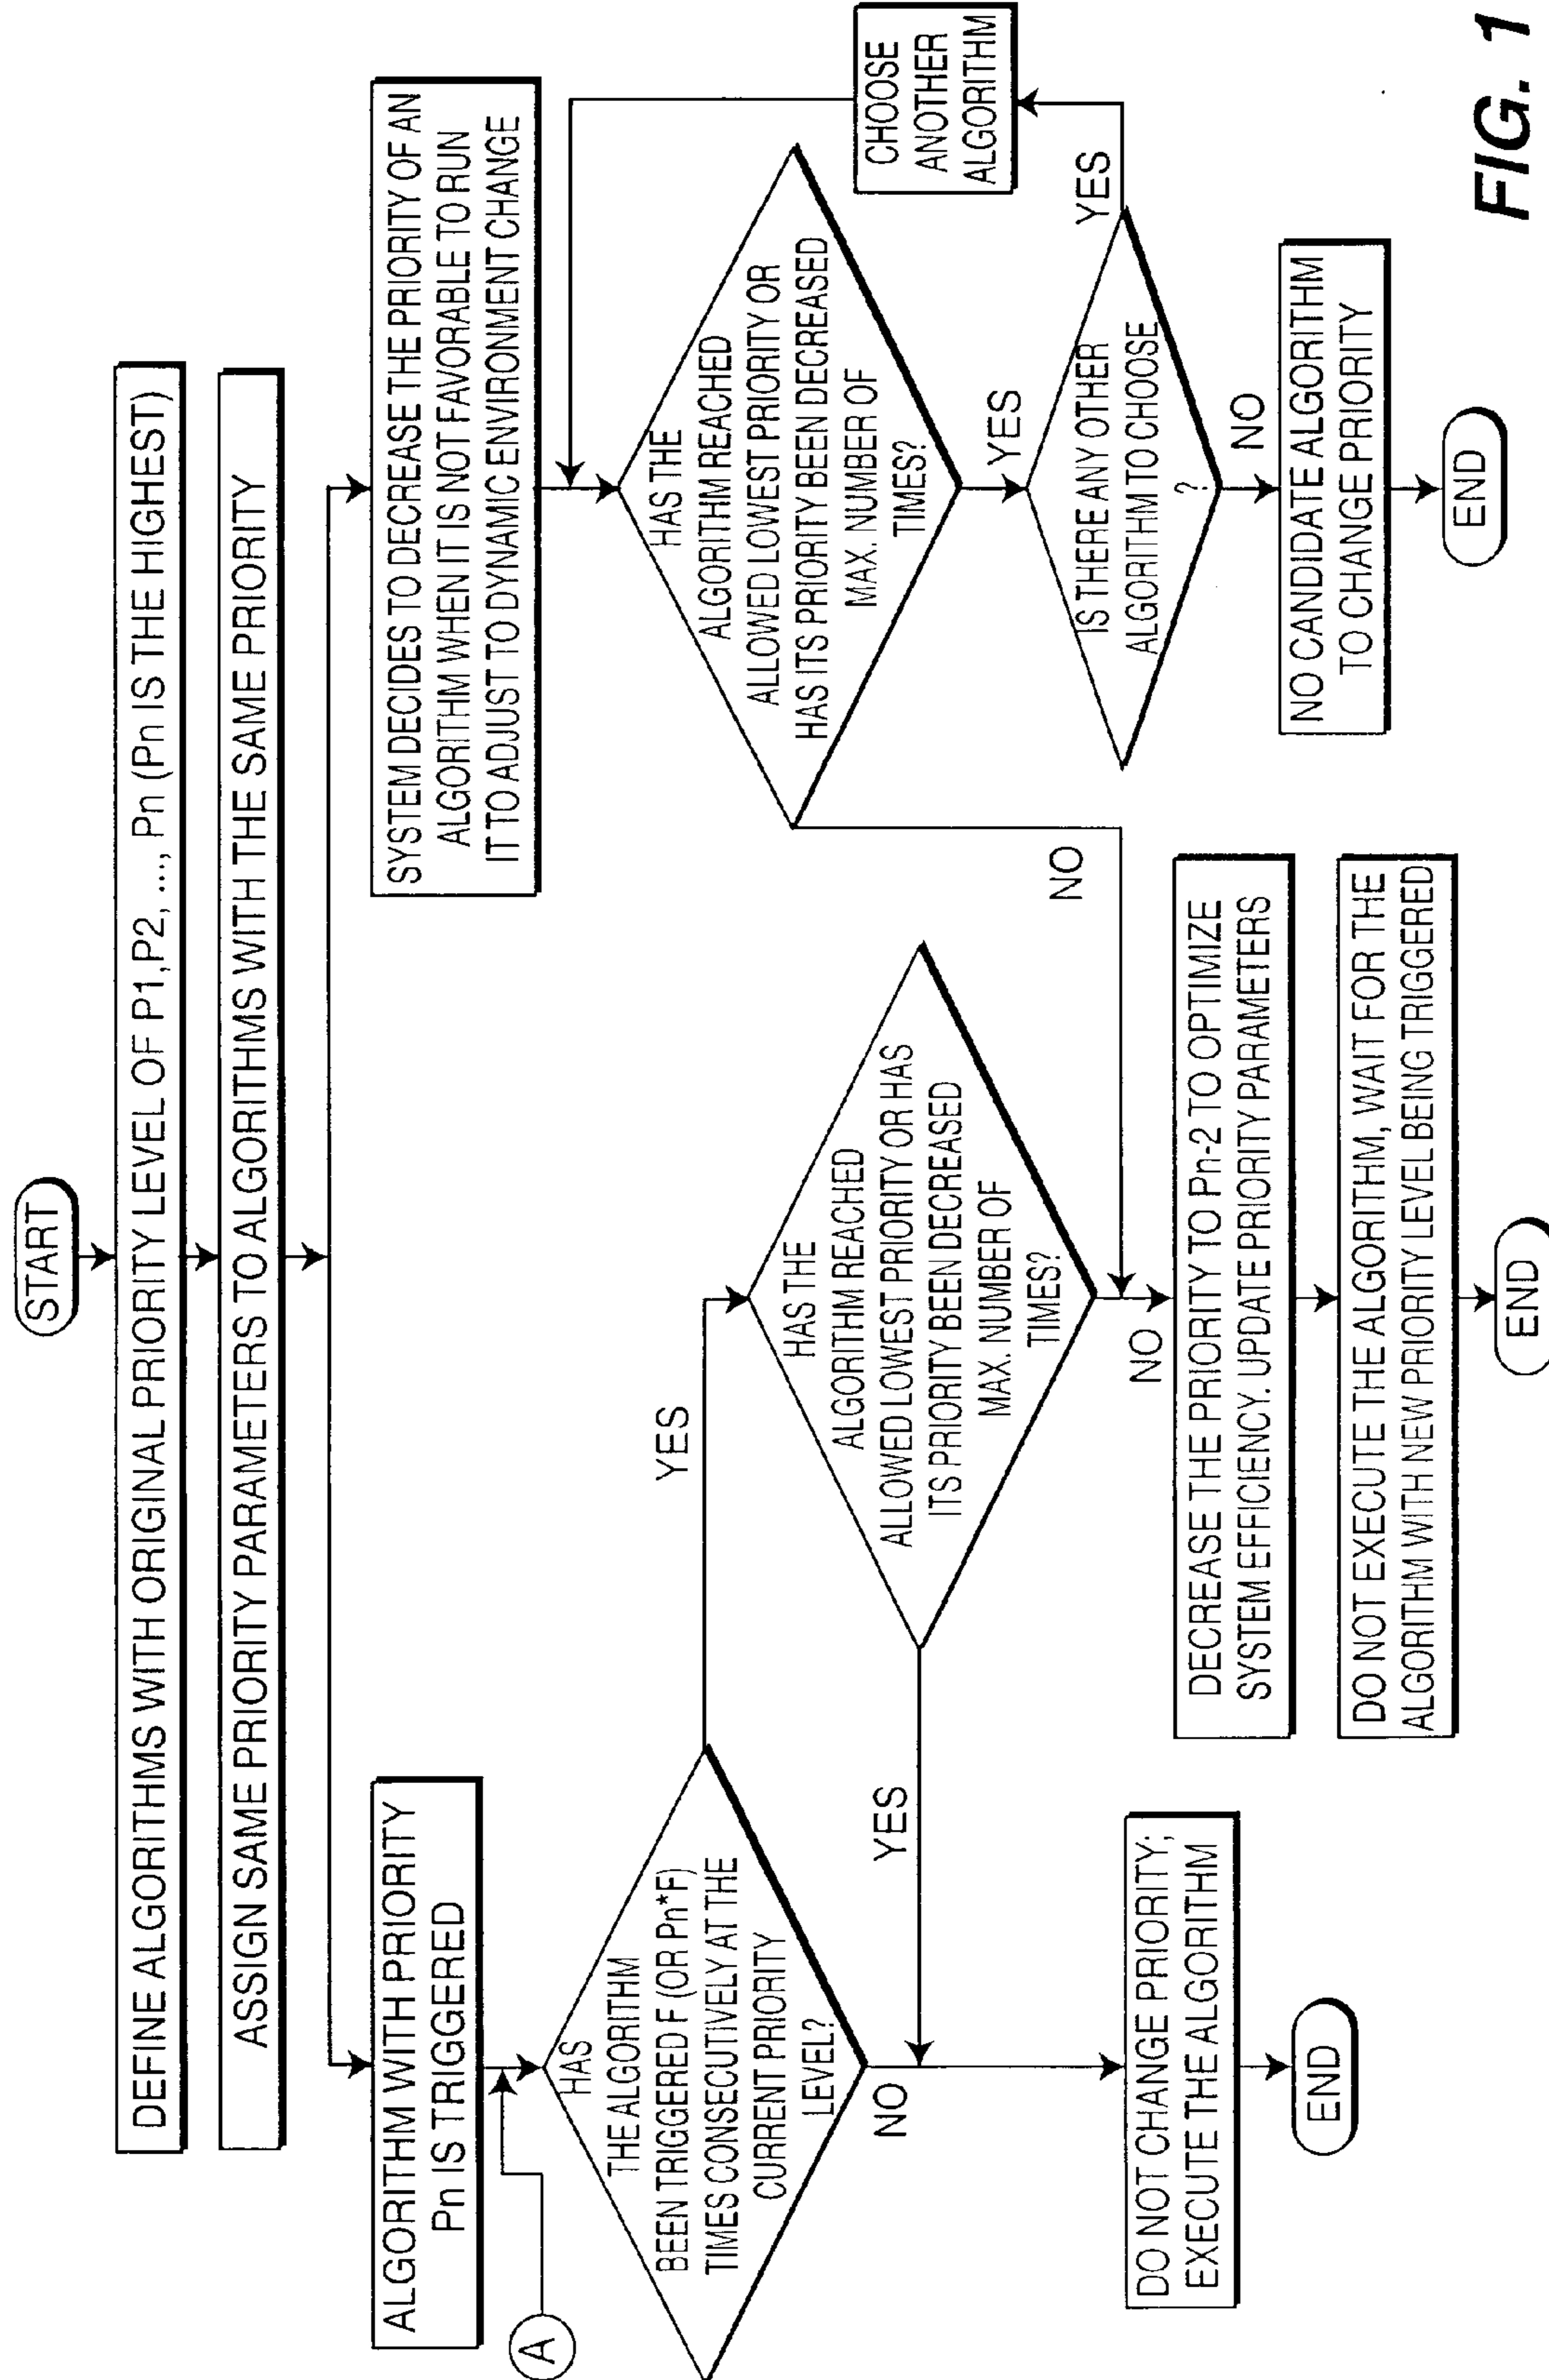 START
DEFINE ALGORITHMS WITH ORIGINAL PRIORITY LEVEL OF P1,P2, ..., Pn (Pn IS THE HIGHEST)
ASSIGN SAME PRIORITY PARAMETERS TO ALGORITHMS WITH THE SAME PRIORITY
ALGORITHM WITH PRIORITY
Pn IS TRIGGERED
A
HAS
THE ALGORITHM
BEEN TRIGGERED F (OR Pn*F)
TIMES CONSECUTIVELY AT THE
CURRENT PRIORITY
LEVEL?
NO
YES
DO NOT CHANGE PRIORITY;
EXECUTE THE ALGORITHM
END
HAS THE
ALGORITHM REACHED
ALLOWED LOWEST PRIORITY OR HAS
ITS PRIORITY BEEN DECREASED
MAX. NUMBER OF
TIMES?
YES
NO
DECREASE THE PRIORITY TO Pn-2 TO OPTIMIZE
SYSTEM EFFICIENCY. UPDATE PRIORITY PARAMETERS
DO NOT EXECUTE THE ALGORITHM, WAIT FOR THE
ALGORITHM WITH NEW PRIORITY LEVEL BEING TRIGGERED
END
SYSTEM DECIDES TO DECREASE THE PRIORITY OF AN
ALGORITHM WHEN IT IS NOT FAVORABLE TO RUN
IT TO ADJUST TO DYNAMIC ENVIRONMENT CHANGE
HAS THE
ALGORITHM REACHED
ALLOWED LOWEST PRIORITY OR
HAS ITS PRIORITY BEEN DECREASED
MAX. NUMBER OF
TIMES?
NO
YES
IS THERE ANY OTHER
ALGORITHM TO CHOOSE
?
YES
CHOOSE
ANOTHER
ALGORITHM
NO
NO CANDIDATE ALGORITHM
TO CHANGE PRIORITY
END
FIG. 1